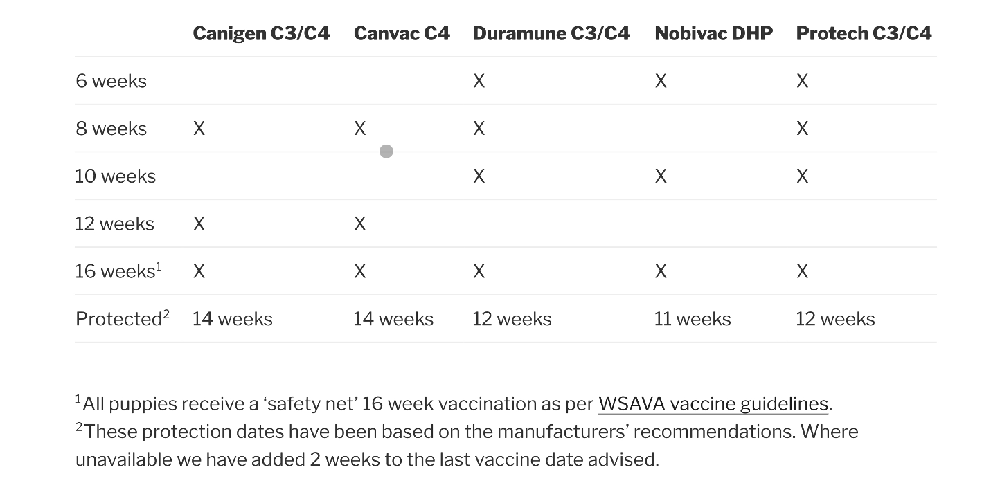 Canigen C3/C4 Canvac C4 Duramune C3/C4 Nobivac DHP Protech C3/C4
6 weeks X X X
8 weeks X X X X
10 weeks X X X
12 weeks X X
16 weeks¹ X X X X X
Protected² 14 weeks 14 weeks 12 weeks 11 weeks 12 weeks
¹All puppies receive a ‘safety net’ 16 week vaccination as per WSAVA vaccine guidelines.
²These protection dates have been based on the manufacturers’ recommendations. Where
unavailable we have added 2 weeks to the last vaccine date advised.